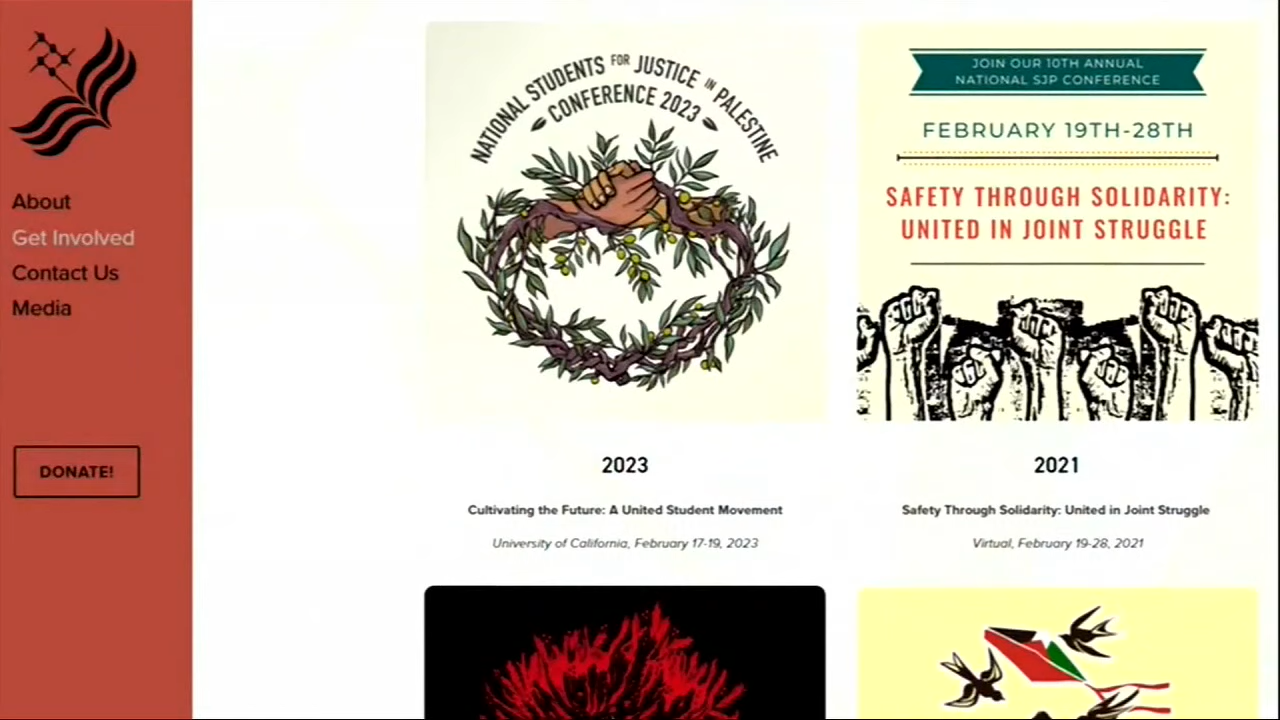 About
Get Involved
Contact Us
Media
DONATE!
NATIONAL STUDENTS FOR JUSTICE IN PALESTINE
CONFERENCE 2023
2023
Cultivating the Future: A United Student Movement
University of California, February 17-19, 2023
JOIN OUR 10TH ANNUAL
NATIONAL SJP CONFERENCE
FEBRUARY 19TH-28TH
SAFETY THROUGH SOLIDARITY:
UNITED IN JOINT STRUGGLE
2021
Safety Through Solidarity: United in Joint Struggle
Virtual, February 19-28, 2021